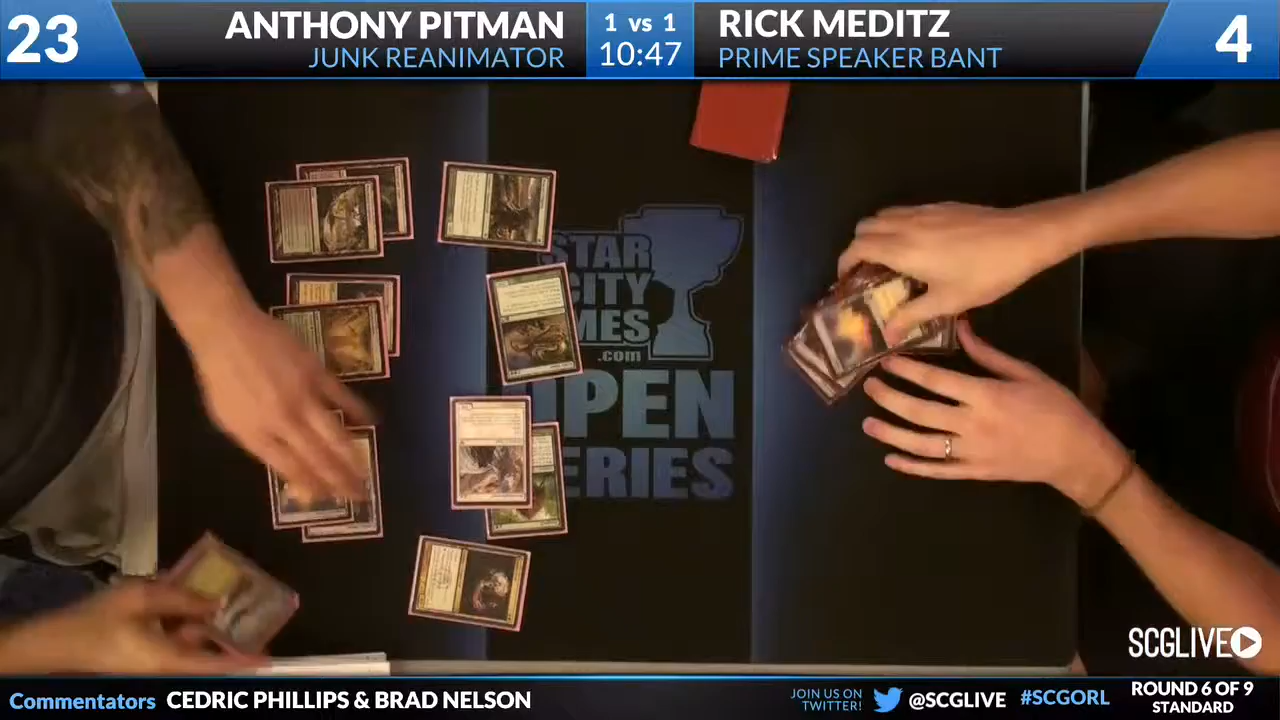 23
ANTHONY PITMAN
JUNK REANIMATOR
1 vs 1
10:47
RICK MEDITZ
PRIME SPEAKER BANT
4
STAR
CITY
MES
.com
OPEN
ERIES
SCGLIVE
Commentators CEDRIC PHILLIPS & BRAD NELSON
JOIN US ON
TWITTER!
@SCGLIVE #SCGORL
ROUND 6 OF 9
STANDARD